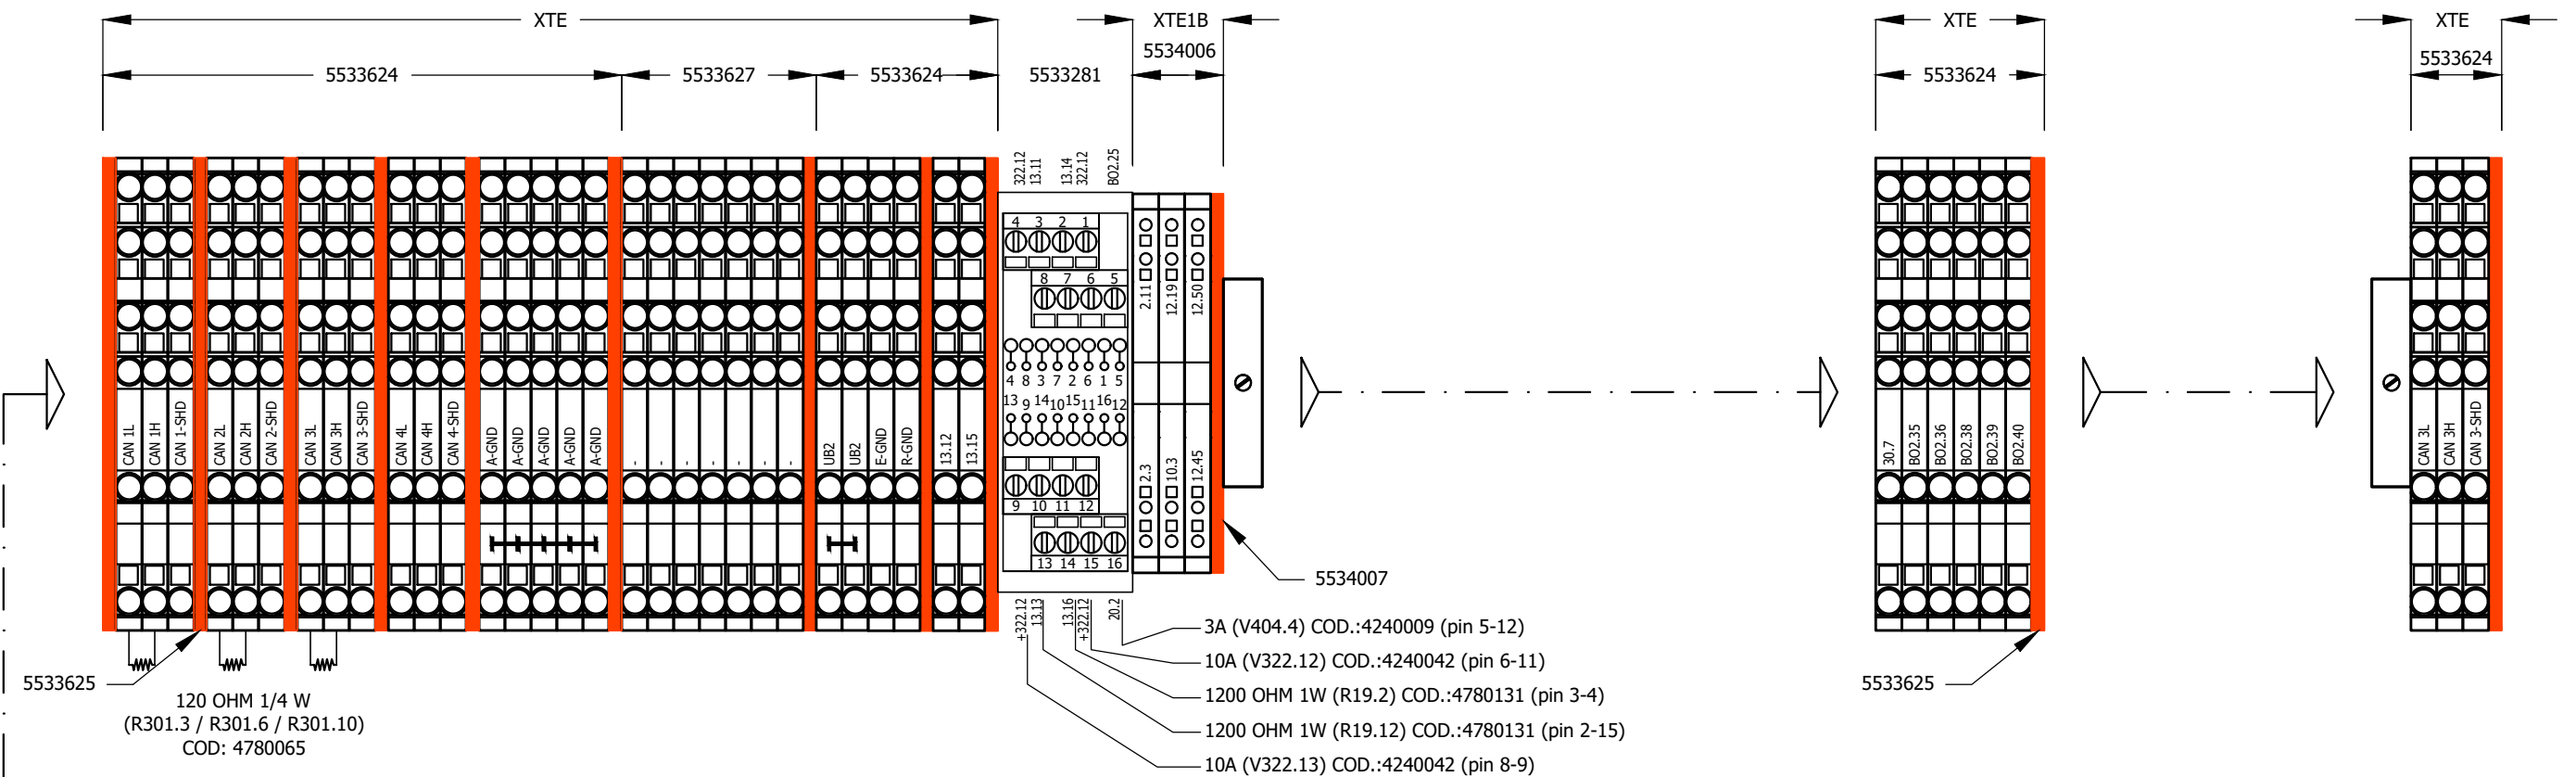 XTE
XTE1B
XTE
XTE
5533624
5533627
5533624
5533281
5534006
5533624
5533624
322.12
13.11
13.14
322.12
BO2.25
4 3 2 1
8 7 6 5
4 8 3 7 2 6 1 5
13 9 14 10 15 11 16 12
9 10 11 12
13 14 15 16
CAN 1L
CAN 1H
CAN 1-SHD
CAN 2L
CAN 2H
CAN 2-SHD
CAN 3L
CAN 3H
CAN 3-SHD
CAN 4L
CAN 4H
CAN 4-SHD
A-GND
A-GND
A-GND
A-GND
A-GND
-
-
-
-
-
-
-
UB2
UB2
E-GND
R-GND
13.12
13.15
2.11
12.19
12.50
2.3
10.3
12.45
30.7
BO2.35
BO2.36
BO2.38
BO2.39
BO2.40
CAN 3L
CAN 3H
CAN 3-SHD
+322.12
13.13
13.16
+322.12
20.2
5534007
3A (V404.4) COD.:4240009 (pin 5-12)
10A (V322.12) COD.:4240042 (pin 6-11)
1200 OHM 1W (R19.2) COD.:4780131 (pin 3-4)
1200 OHM 1W (R19.12) COD.:4780131 (pin 2-15)
10A (V322.13) COD.:4240042 (pin 8-9)
5533625
120 OHM 1/4 W
(R301.3 / R301.6 / R301.10)
COD: 4780065
5533625